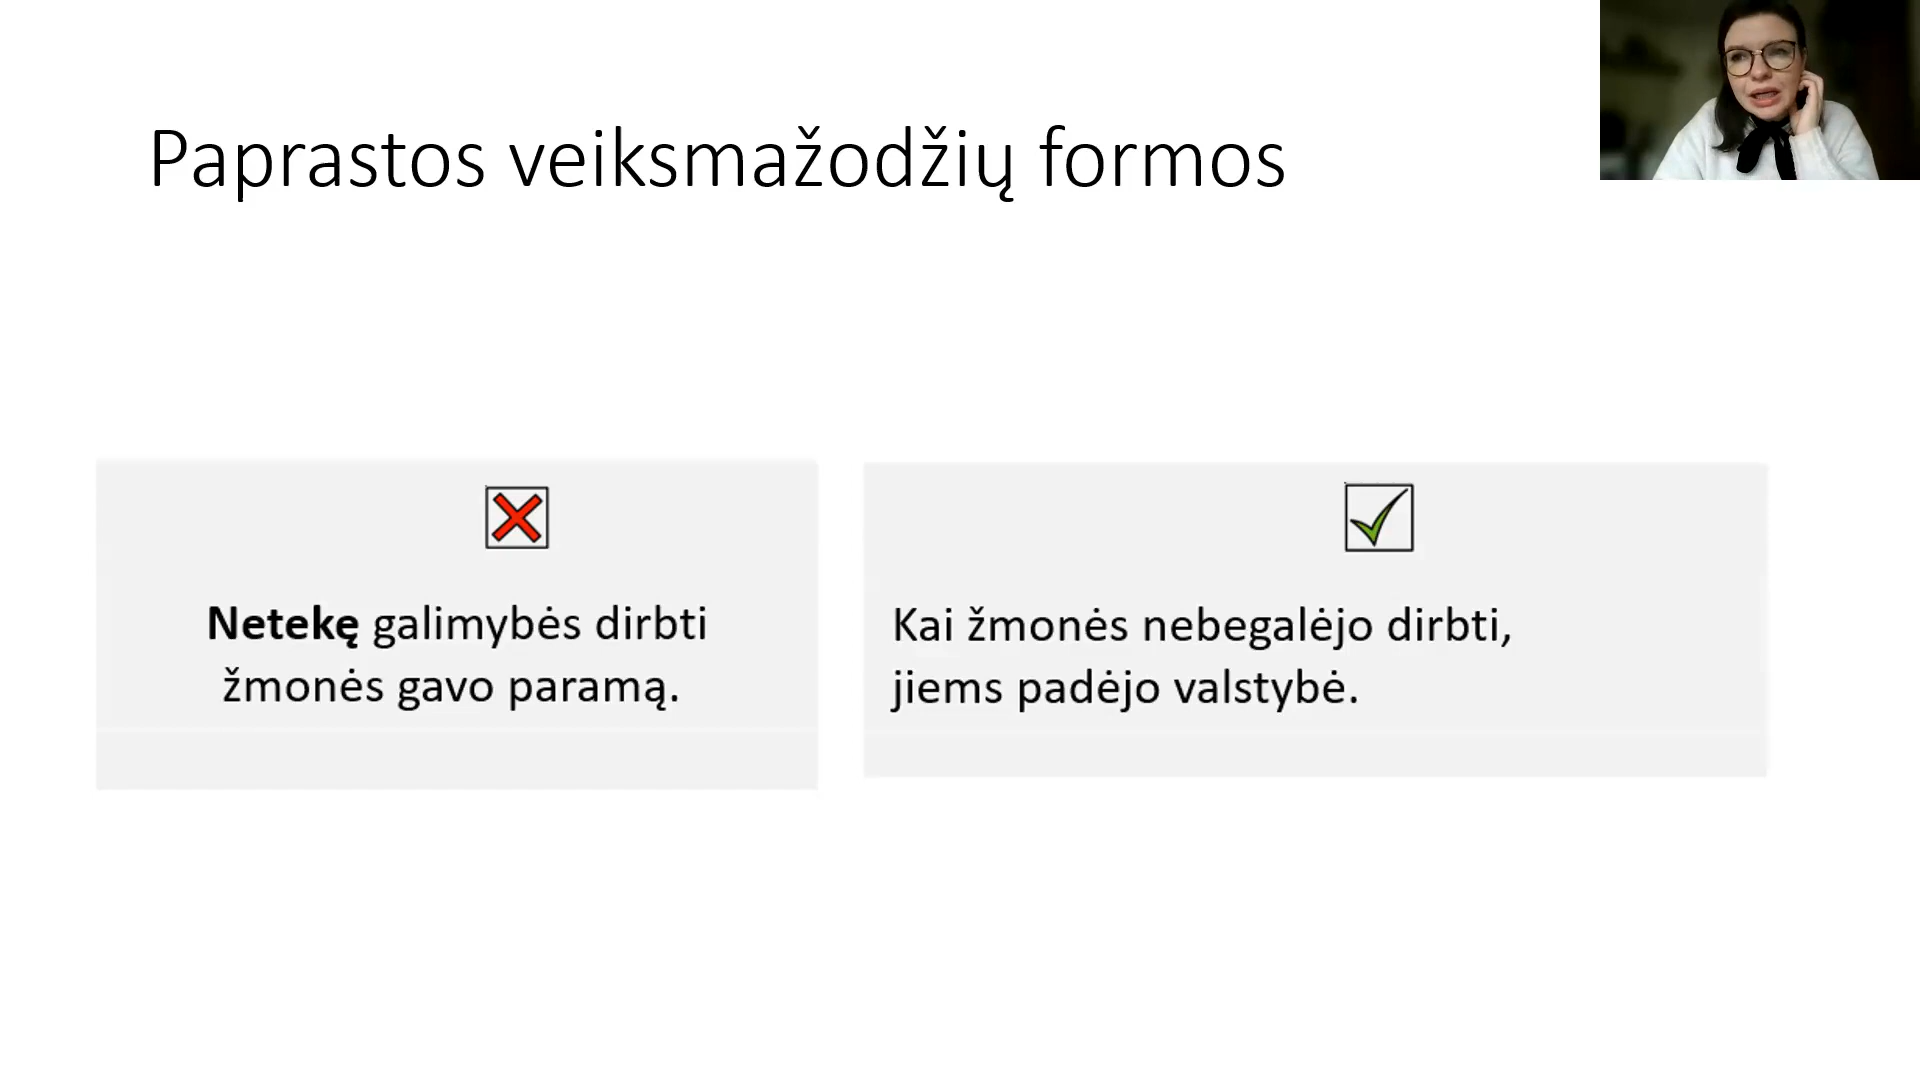 Paprastos veiksmažodžių formos
Netekę galimybės dirbti
žmonės gavo paramą.
Kai žmonės nebegalėjo dirbti,
jiems padėjo valstybė.